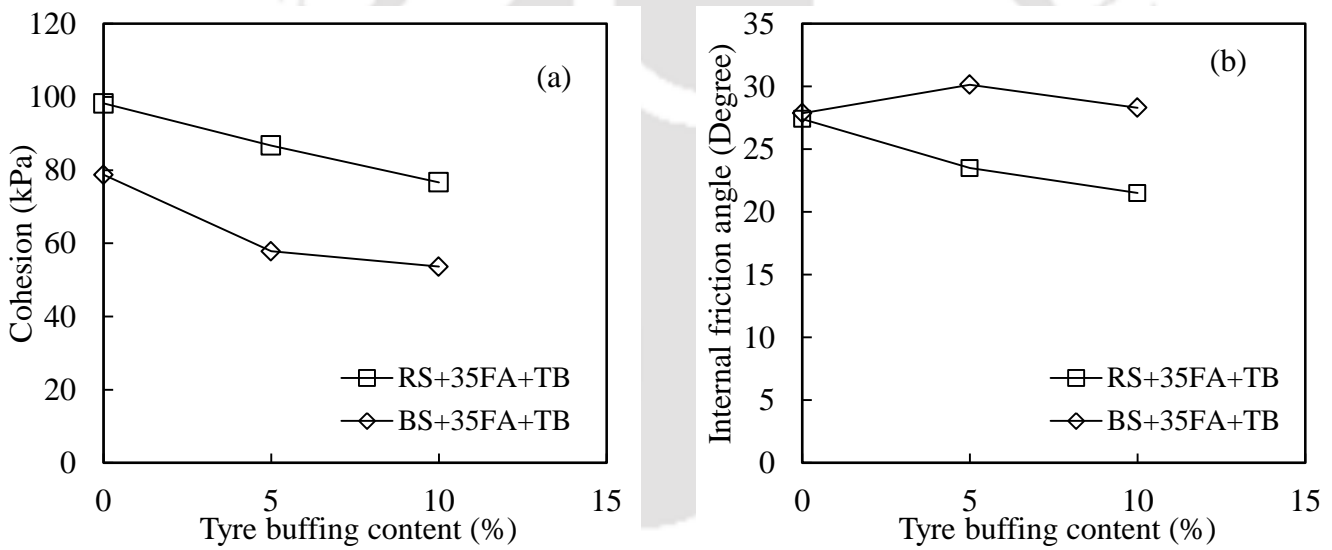 (a)
Cohesion (kPa)
120
100
80
60
40
20
0
RS+35FA+TB
BS+35FA+TB
0 5 10 15
Tyre buffing content (%)
(b)
Internal friction angle (Degree)
35
30
25
20
15
10
5
0
RS+35FA+TB
BS+35FA+TB
0 5 10 15
Tyre buffing content (%)